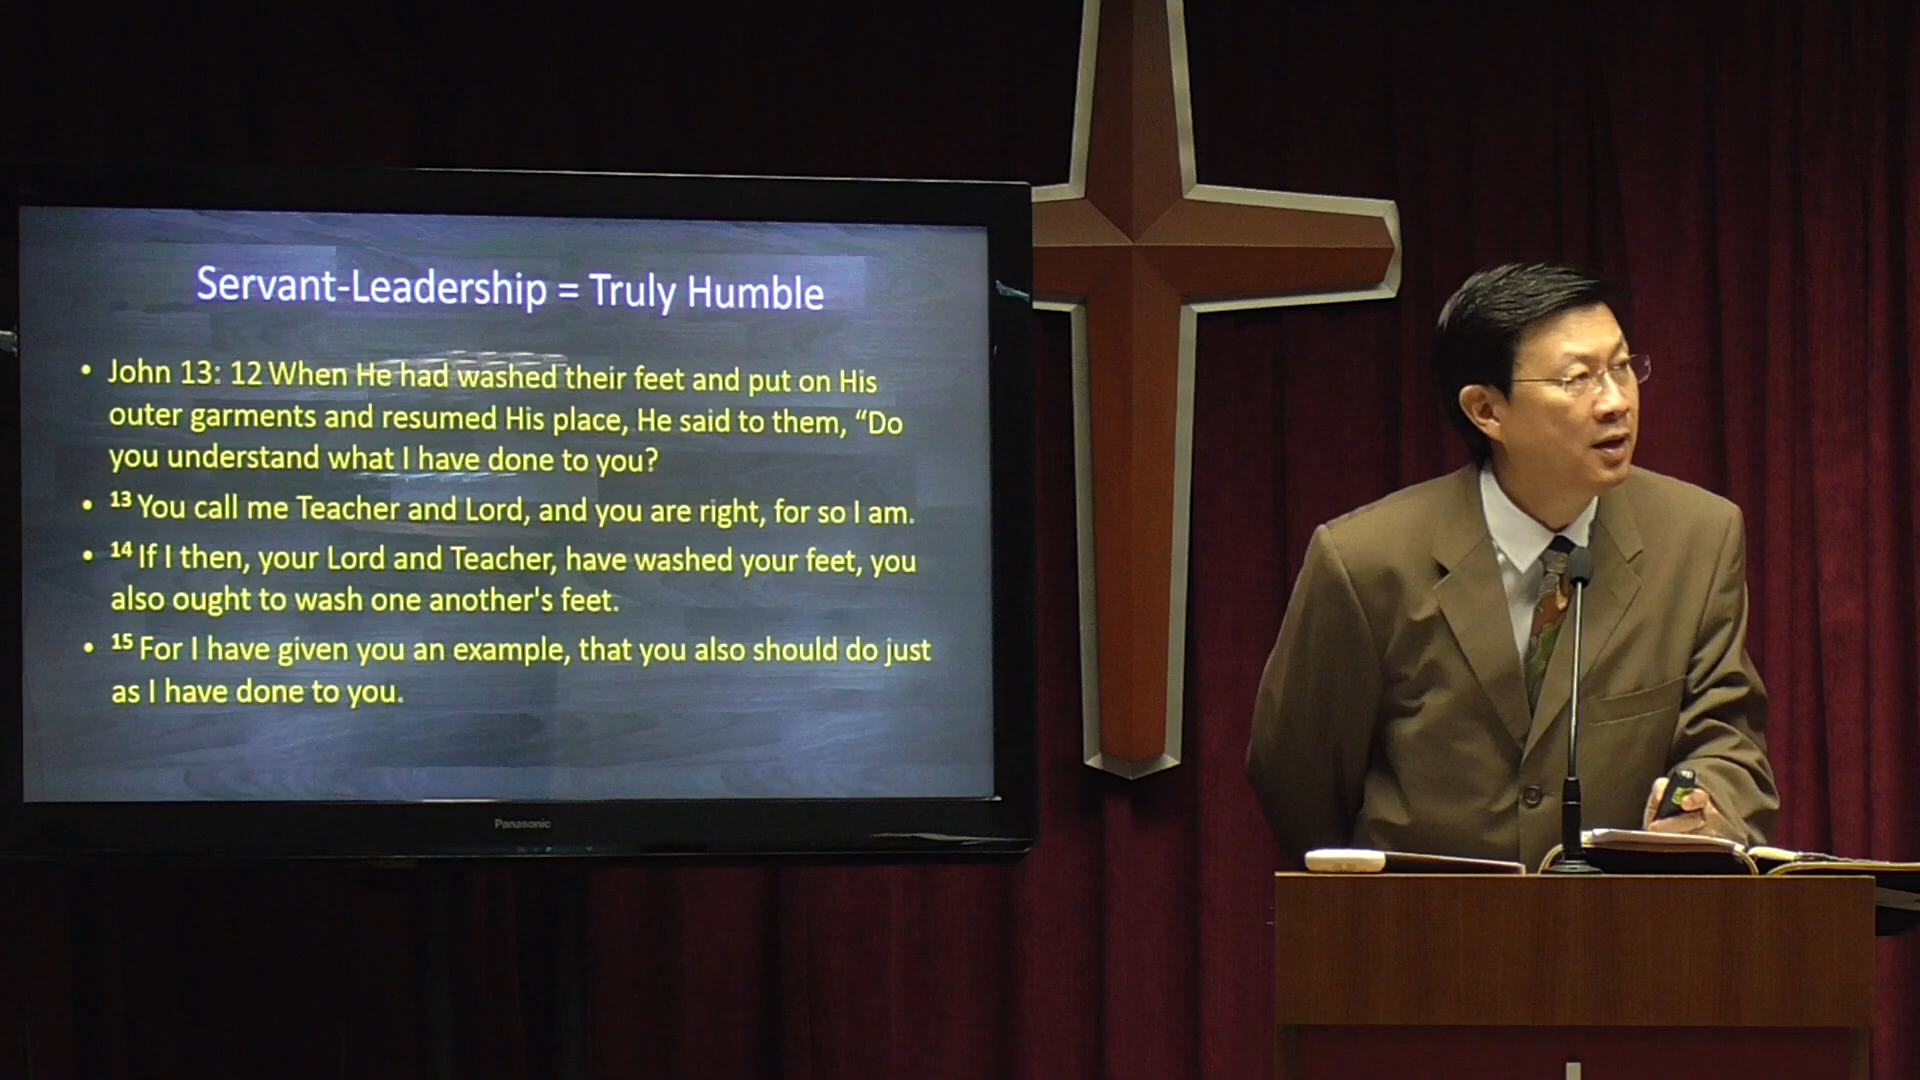 Servant-Leadership = Truly Humble
• John 13: 12 When He had washed their feet and put on His
outer garments and resumed His place, He said to them, “Do
you understand what I have done to you?
• 13 You call me Teacher and Lord, and you are right, for so I am.
• 14 If I then, your Lord and Teacher, have washed your feet, you
also ought to wash one another's feet.
• 15 For I have given you an example, that you also should do just
as I have done to you.
Panasonic